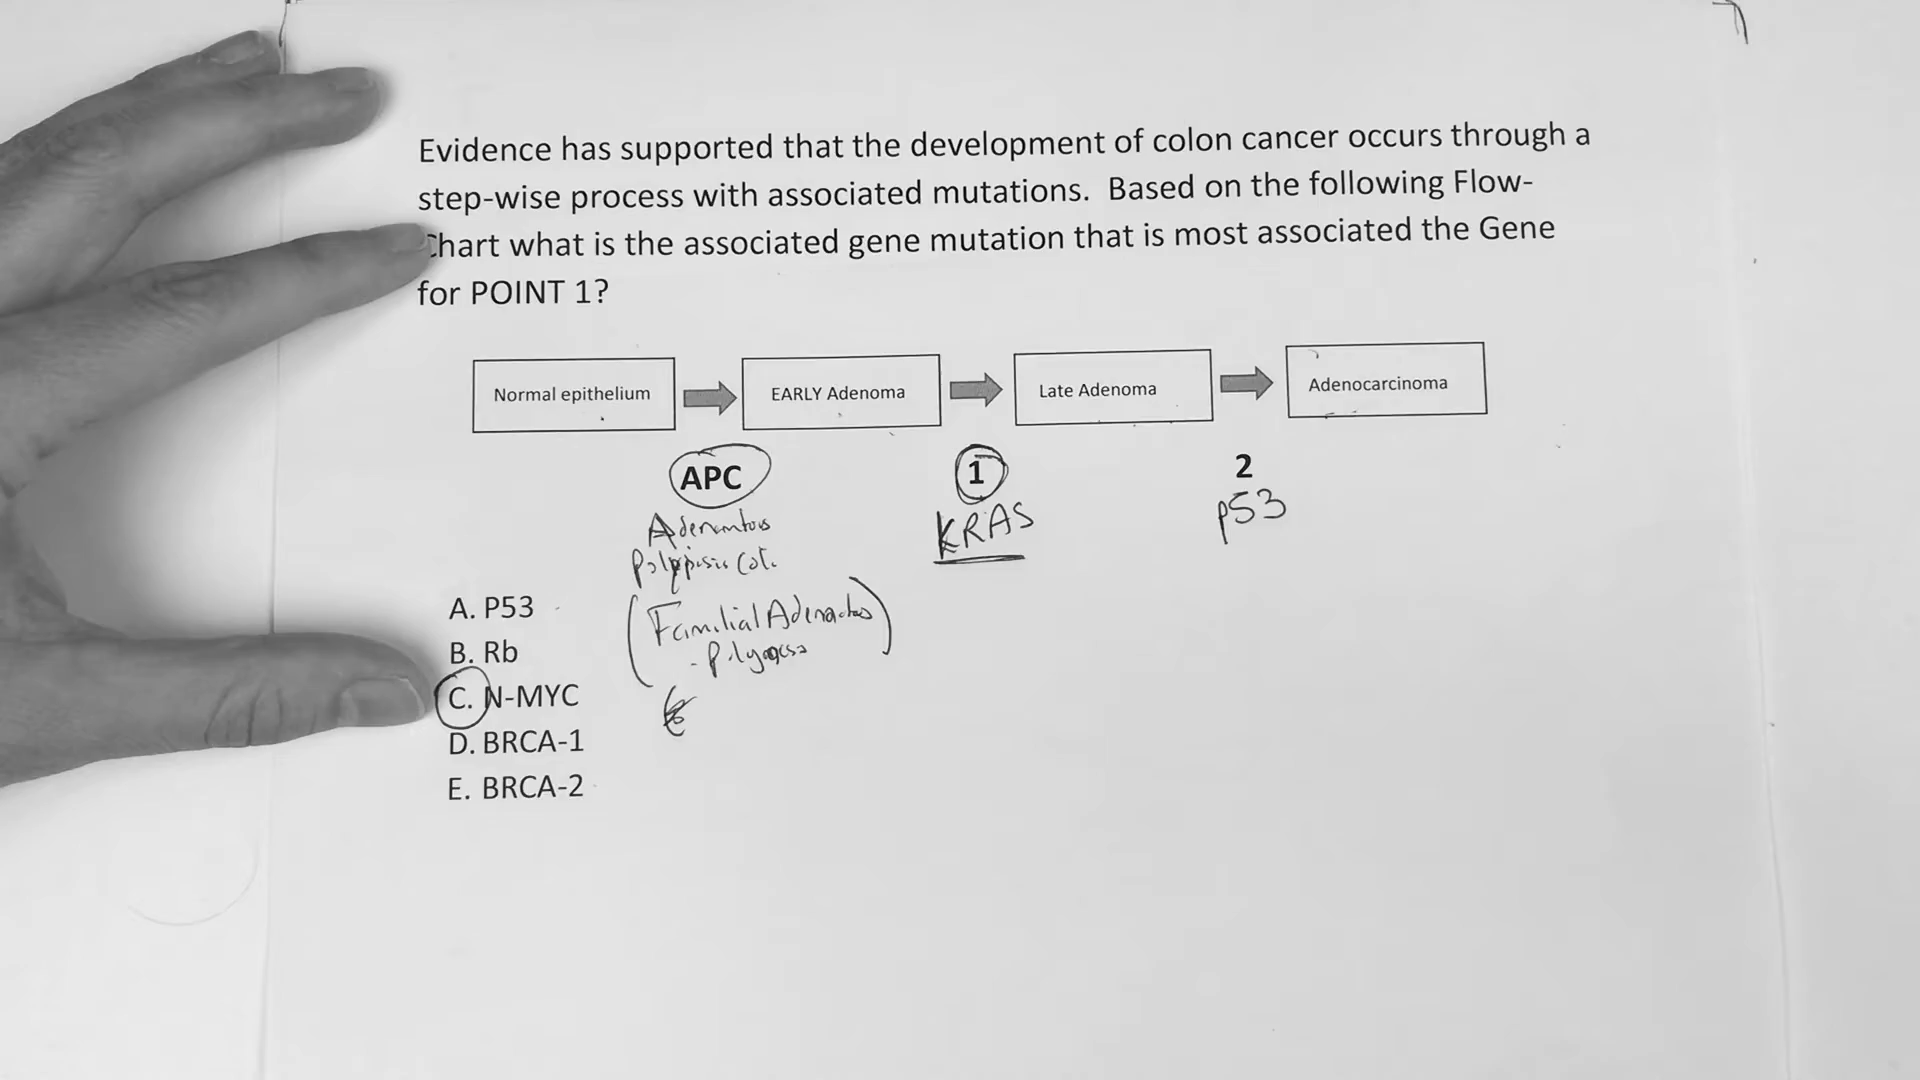 Evidence has supported that the development of colon cancer occurs through a
step-wise process with associated mutations. Based on the following Flow-
Chart what is the associated gene mutation that is most associated the Gene
for POINT 1?
Normal epithelium
EARLY Adenoma
Late Adenoma
Adenocarcinoma
APC
1
2
KRAS
p53
Familial
A. P53
B. Rb
C. N-MYC
D. BRCA-1
E. BRCA-2